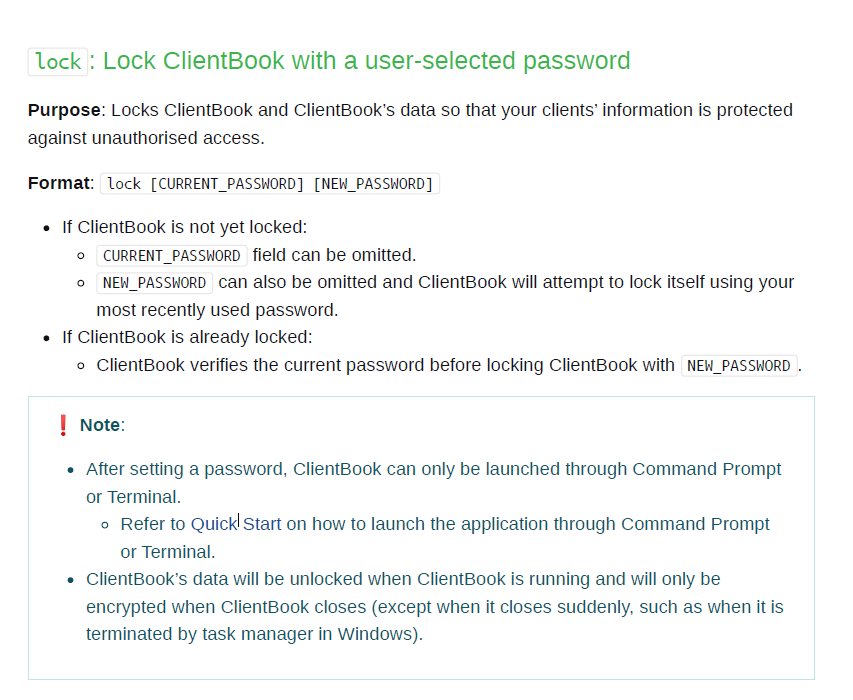 lock: Lock ClientBook with a user-selected password
Purpose: Locks ClientBook and ClientBook’s data so that your clients’ information is protected
against unauthorised access.
Format: lock [CURRENT_PASSWORD] [NEW_PASSWORD]
If ClientBook is not yet locked:
CURRENT_PASSWORD field can be omitted.
NEW_PASSWORD can also be omitted and ClientBook will attempt to lock itself using your
most recently used password.
If ClientBook is already locked:
ClientBook verifies the current password before locking ClientBook with NEW_PASSWORD.
❗ Note:
After setting a password, ClientBook can only be launched through Command Prompt
or Terminal.
Refer to Quick Start on how to launch the application through Command Prompt
or Terminal.
ClientBook’s data will be unlocked when ClientBook is running and will only be
encrypted when ClientBook closes (except when it closes suddenly, such as when it is
terminated by task manager in Windows).